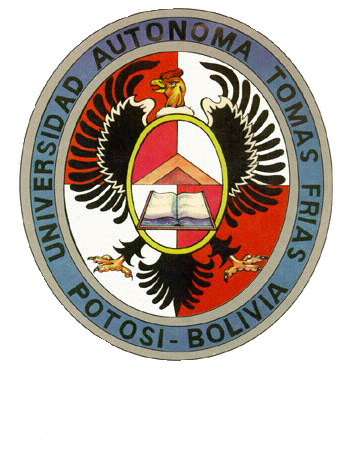 UNIVERSIDAD AUTONOMA TOMAS FRIAS
POTOSI - BOLIVIA